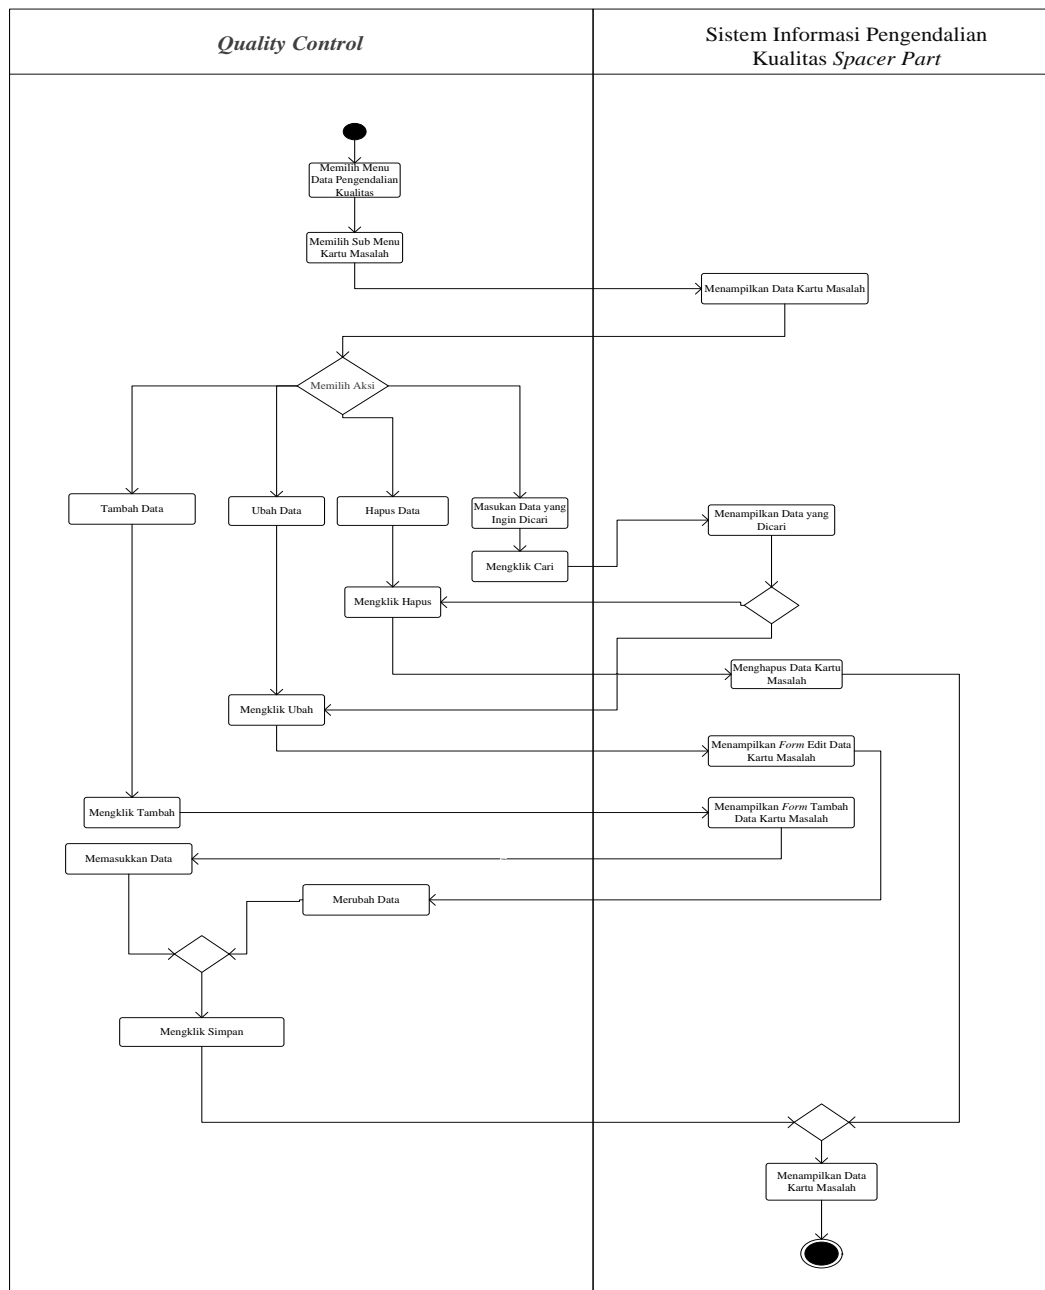 Quality Control
Sistem Informasi Pengendalian
Kualitas Spacer Part
Memilih Menu
Data Pengendalian
Kualitas
Memilih Sub Menu
Kartu Masalah
Menampilkan Data Kartu Masalah
Memilih Aksi
Tambah Data
Ubah Data
Hapus Data
Masukan Data yang
Ingin Dicari
Menampilkan Data yang
Dicari
Mengklik Cari
Mengklik Hapus
Menghapus Data Kartu
Masalah
Mengklik Ubah
Menampilkan Form Edit Data
Kartu Masalah
Mengklik Tambah
Menampilkan Form Tambah
Data Kartu Masalah
Memasukkan Data
Merubah Data
Mengklik Simpan
Menampilkan Data
Kartu Masalah